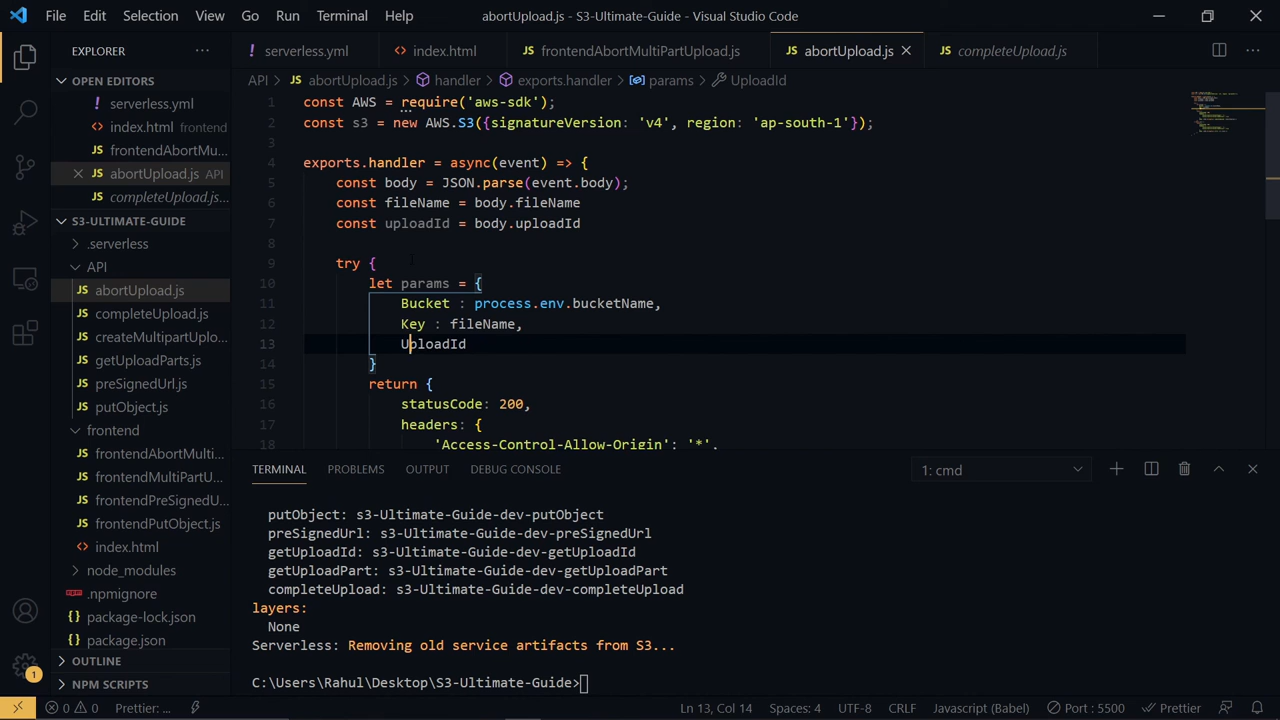 File Edit Selection View Go Run Terminal Help abortUpload.js - S3-Ultimate-Guide - Visual Studio Code
EXPLORER ...
serverless.yml index.html frontendAbortMultiPartUpload.js abortUpload.js completeUpload.js
OPEN EDITORS
serverless.yml
index.html frontend
frontendAbortMu...
abortUpload.js API
completeUpload.js...
S3-ULTIMATE-GUIDE
.serverless
API
abortUpload.js
completeUpload.js
createMultipartUplo...
getUploadParts.js
preSignedUrl.js
putObject.js
frontend
frontendAbortMulti...
frontendMultiPartU...
frontendPreSignedU...
frontendPutObject.js
index.html
node_modules
.npmignore
package-lock.json
package.json
OUTLINE
NPM SCRIPTS
API > JS abortUpload.js > handler > exports.handler > params > UploadId
1 const AWS = require('aws-sdk');
2 const s3 = new AWS.S3({signatureVersion: 'v4', region: 'ap-south-1'});
3
4 exports.handler = async(event) => {
5 const body = JSON.parse(event.body);
6 const fileName = body.fileName
7 const uploadId = body.uploadId
8
9 try {
10 let params = {
11 Bucket : process.env.bucketName,
12 Key : fileName,
13 UploadId
14 }
15 return {
16 statusCode: 200,
17 headers: {
18 'Access-Control-Allow-Origin': '*',
TERMINAL PROBLEMS OUTPUT DEBUG CONSOLE 1: cmd
putObject: s3-Ultimate-Guide-dev-putObject
preSignedUrl: s3-Ultimate-Guide-dev-preSignedUrl
getUploadId: s3-Ultimate-Guide-dev-getUploadId
getUploadPart: s3-Ultimate-Guide-dev-getUploadPart
completeUpload: s3-Ultimate-Guide-dev-completeUpload
layers:
None
Serverless: Removing old service artifacts from S3...
C:\Users\Rahul\Desktop\S3-Ultimate-Guide>
1
0 0 Prettier: ... Ln 13, Col 14 Spaces: 4 UTF-8 CRLF Javascript (Babel) Port : 5500 Prettier